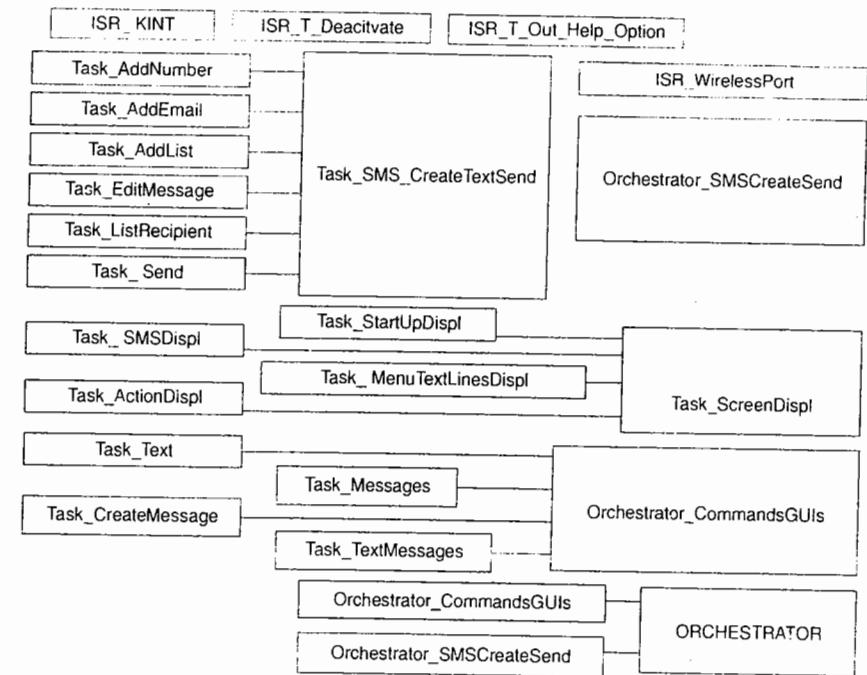 ISR_KINT
ISR_T_Deacitvate
ISR_T_Out_Help_Option
Task_AddNumber
ISR_WirelessPort
Task_AddEmail
Task_AddList
Task_SMS_CreateTextSend
Orchestrator_SMSCreateSend
Task_EditMessage
Task_ListRecipient
Task_Send
Task_StartUpDispl
Task_SMSDispl
Task_MenuTextLinesDispl
Task_ActionDispl
Task_ScreenDispl
Task_Text
Task_Messages
Orchestrator_CommandsGUIs
Task_CreateMessage
Task_TextMessages
Orchestrator_CommandsGUIs
ORCHESTRATOR
Orchestrator_SMSCreateSend